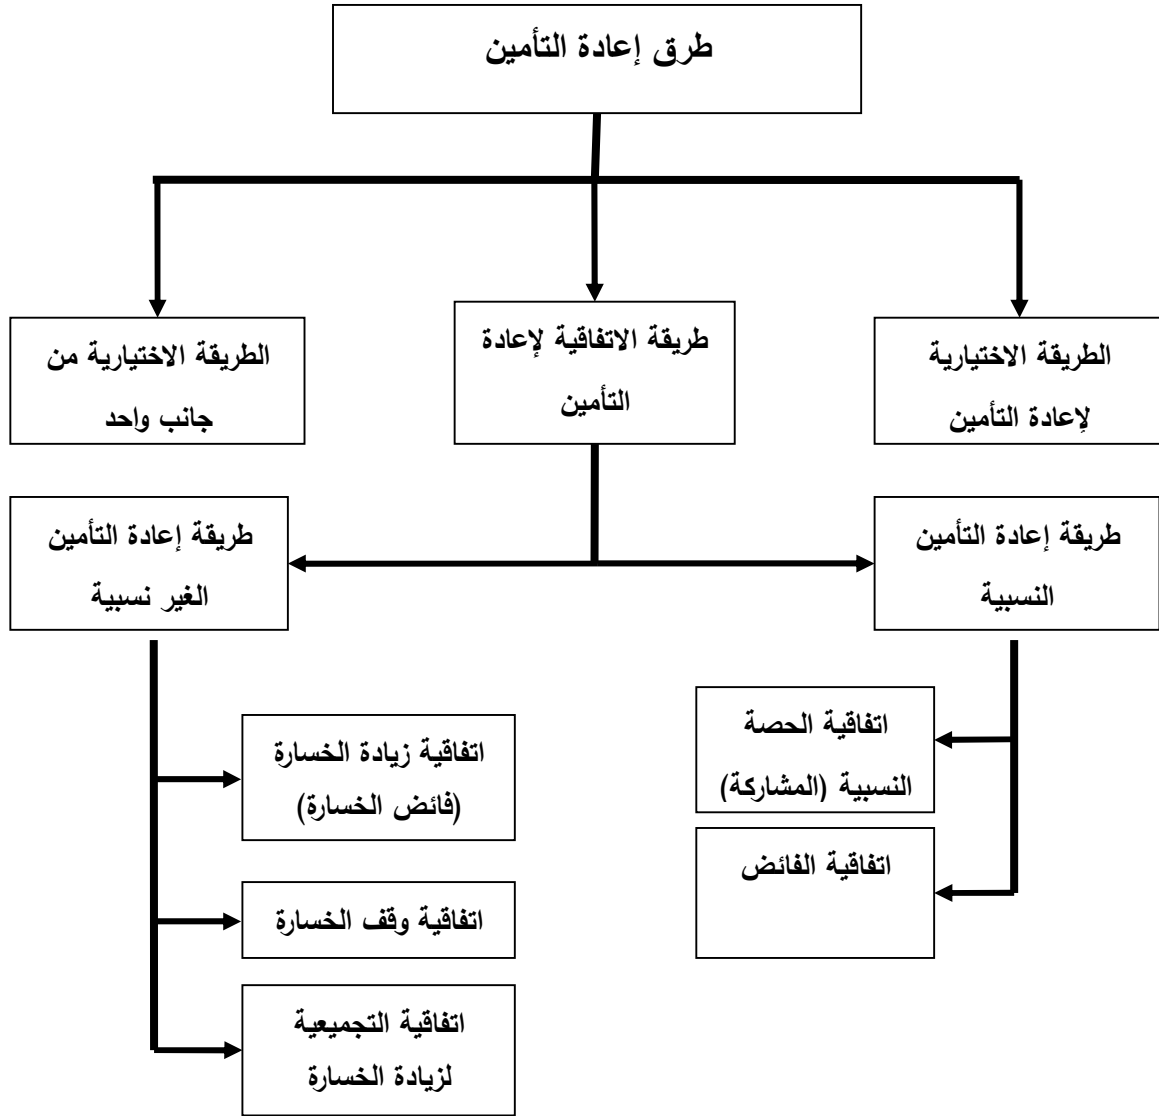 طرق إعادة التأمين
الطريقة الاختيارية
لإعادة التأمين
طريقة الاتفاقية لإعادة
التأمين
الطريقة الاختيارية من
جانب واحد
طريقة إعادة التأمين
النسبية
طريقة إعادة التأمين
الغير نسبية
اتفاقية الحصة
النسبية (المشاركة)
اتفاقية الفائض
اتفاقية زيادة الخسارة
(فائض الخسارة)
اتفاقية وقف الخسارة
اتفاقية التجميعية
لزيادة الخسارة